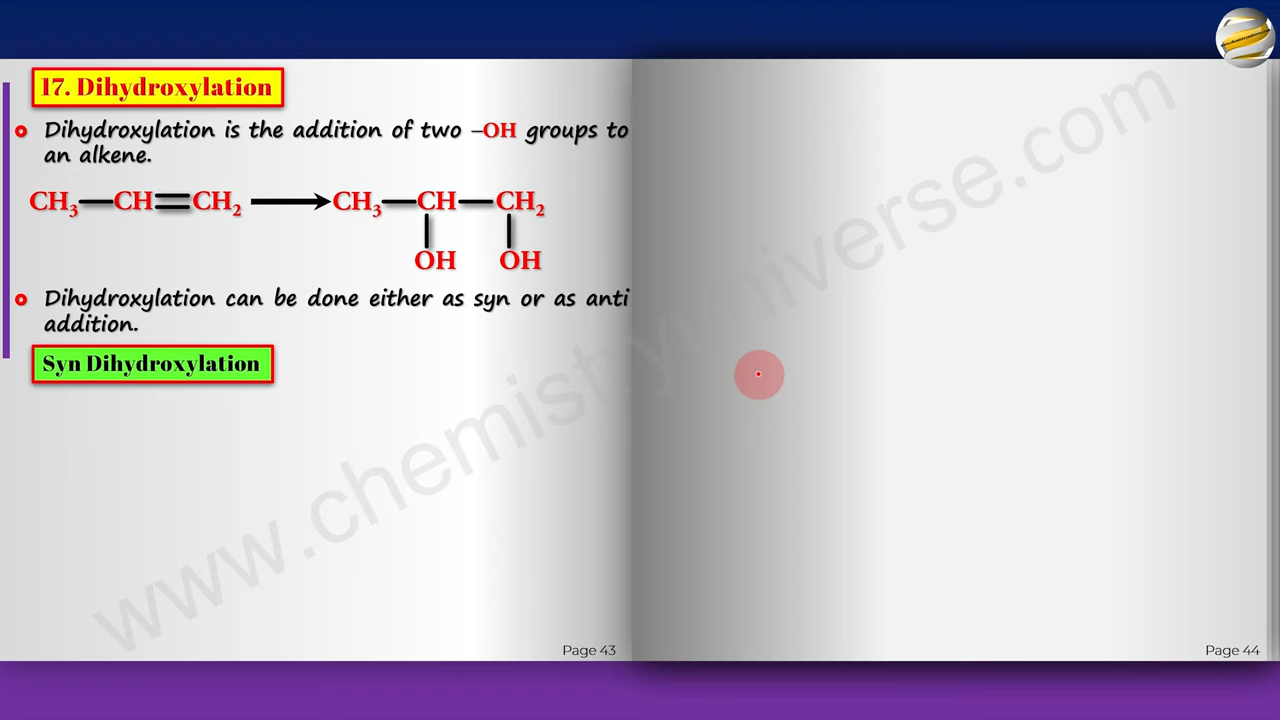 17. Dihydroxylation
Dihydroxylation is the addition of two –OH groups to
an alkene.
CH₃—CH=CH₂ → CH₃—CH—CH₂
OH OH
Dihydroxylation can be done either as syn or as anti
addition.
Syn Dihydroxylation
www.chemistryuniverse.com
Page 43
Page 44